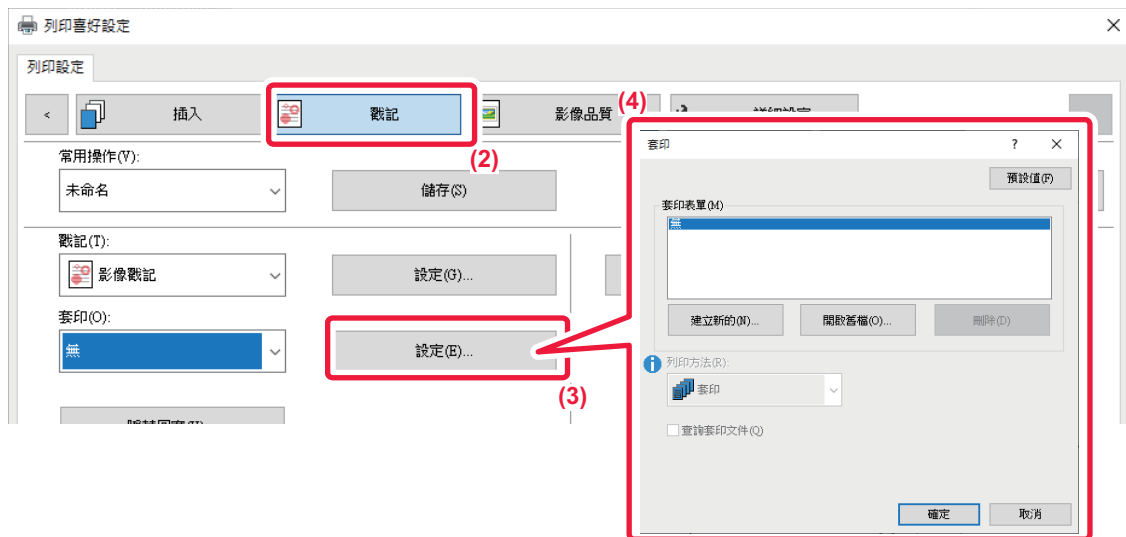 列印喜好設定
列印設定
<
插入
戳記
影像品質
(2)
(4)
常用操作(V):
未命名
儲存(S)
戳記(T):
影像戳記
設定(G)...
套印(O):
無
設定(E)...
(3)
套印
?
預設值(F)
套印表單(M)
無
建立新的(N)...
開啟舊檔(O)...
刪除(D)
列印方法(R):
套印
查詢套印文件(Q)
確定
取消